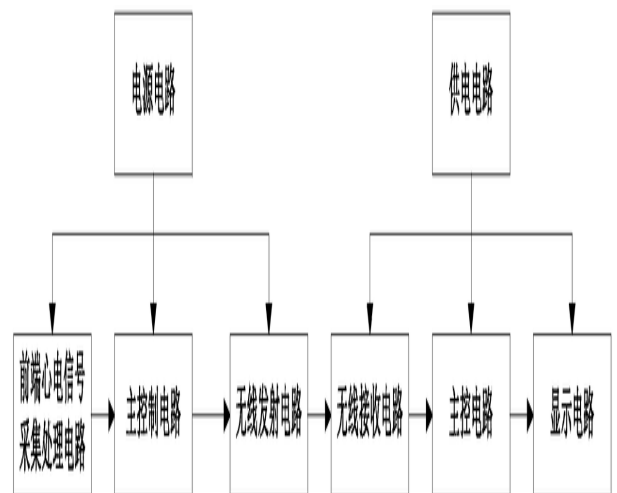 电源电路
供电电路
前端心电信号
采集处理电路
主控制电路
无线发射电路
无线接收电路
主控电路
显示电路